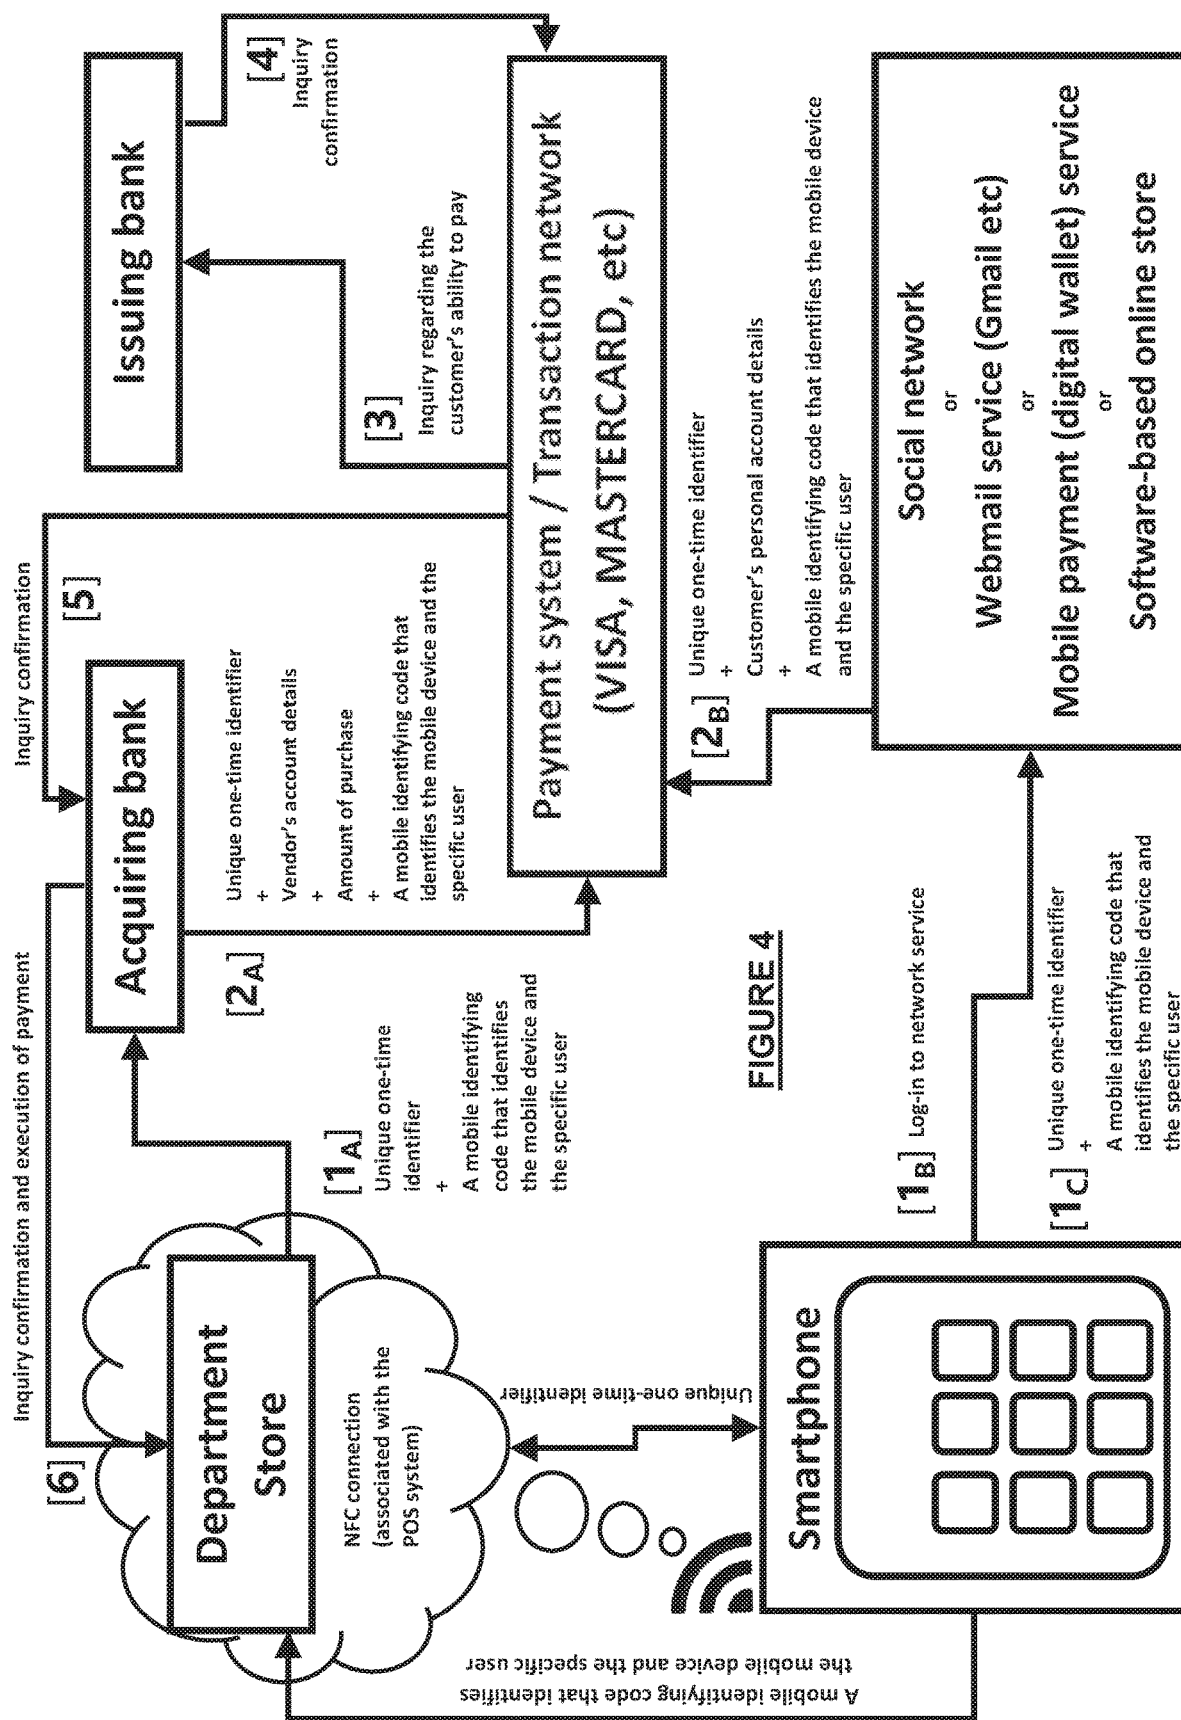 Inquiry confirmation and execution of payment
Inquiry confirmation
[6]
[5]
[4]
Inquiry
confirmation
Department
Store
NFC connection
(associated with the
POS system)
Acquiring bank
Issuing bank
[1A]
Unique one-time
identifier
+
A mobile identifying
code that identifies
the mobile device and
the specific user
[2A]
Unique one-time identifier
+
Vendor's account details
+
Amount of purchase
+
A mobile identifying code that
identifies the mobile device and the
specific user
[3]
Inquiry regarding the
customer's ability to pay
A mobile identifying code that identifies
the mobile device and the specific user
Unique one-time identifier
Payment system / Transaction network
(VISA, MASTERCARD, etc)
FIGURE 4
[2B]
Unique one-time identifier
+
Customer's personal account details
+
A mobile identifying code that identifies the mobile device
and the specific user
Smartphone
[1B] Log-in to network service
[1C]
Unique one-time identifier
+
A mobile identifying code that
identifies the mobile device and
the specific user
Social network
or
Webmail service (Gmail etc)
or
Mobile payment (digital wallet) service
or
Software-based online store